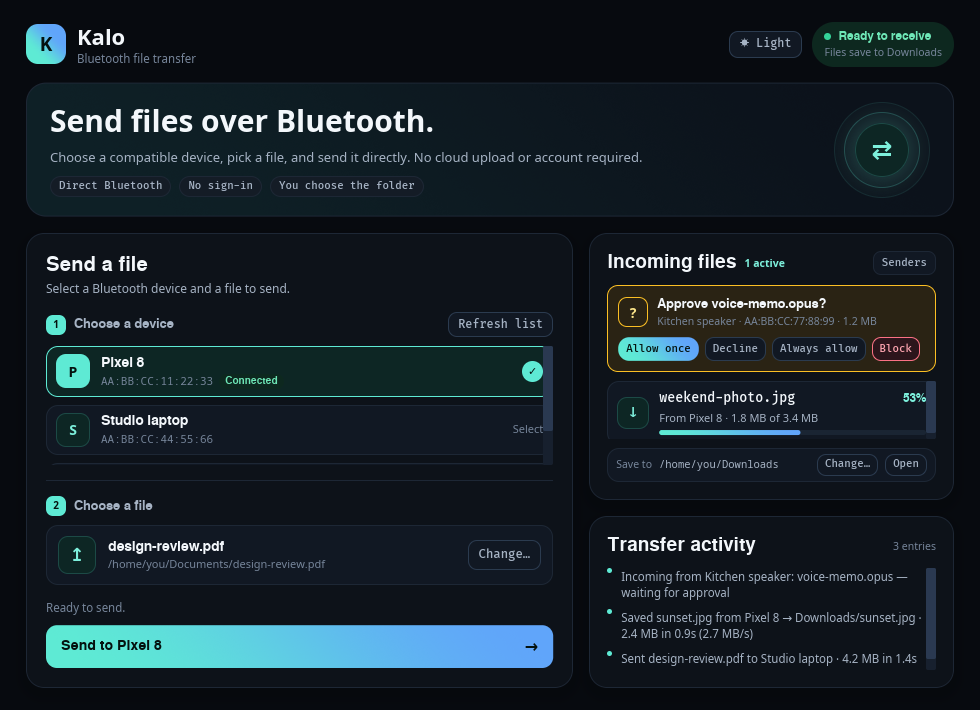 K
Kalo
Bluetooth file transfer
☀ Light
Ready to receive
Files save to Downloads
Send files over Bluetooth.
Choose a compatible device, pick a file, and send it directly. No cloud upload or account required.
Direct Bluetooth
No sign-in
You choose the folder
⇄
Send a file
Select a Bluetooth device and a file to send.
1 Choose a device
Refresh list
P
Pixel 8
AA:BB:CC:11:22:33 Connected
✓
S
Studio laptop
AA:BB:CC:44:55:66
Select
2 Choose a file
↥
design-review.pdf
/home/you/Documents/design-review.pdf
Change…
Ready to send.
Send to Pixel 8 →
Incoming files 1 active
Senders
?
Approve voice-memo.opus?
Kitchen speaker · AA:BB:CC:77:88:99 · 1.2 MB
Allow once
Decline
Always allow
Block
↓
weekend-photo.jpg 53%
From Pixel 8 · 1.8 MB of 3.4 MB
Save to /home/you/Downloads
Change…
Open
Transfer activity
3 entries
Incoming from Kitchen speaker: voice-memo.opus —
waiting for approval
Saved sunset.jpg from Pixel 8 → Downloads/sunset.jpg ·
2.4 MB in 0.9s (2.7 MB/s)
Sent design-review.pdf to Studio laptop · 4.2 MB in 1.4s